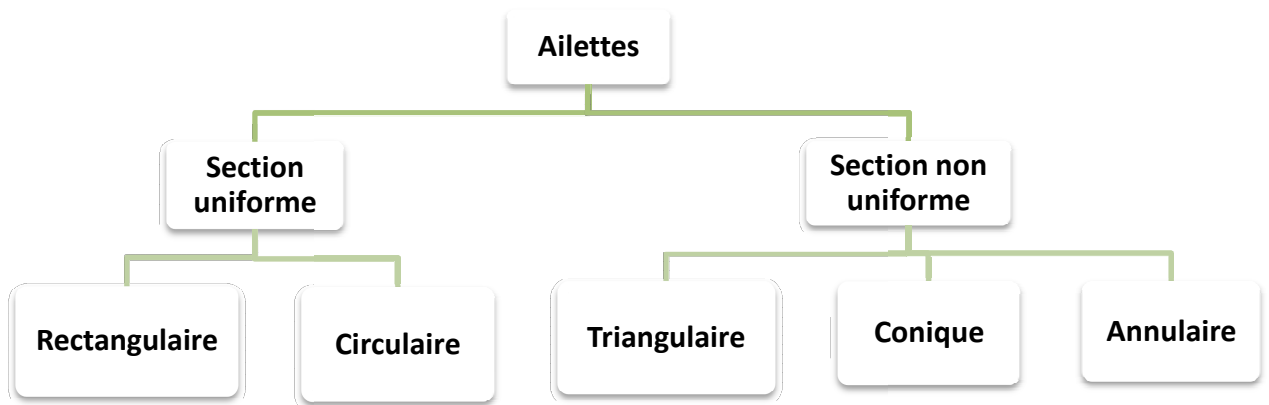 Ailettes
Section
uniforme
Section non
uniforme
Rectangulaire
Circulaire
Triangulaire
Conique
Annulaire